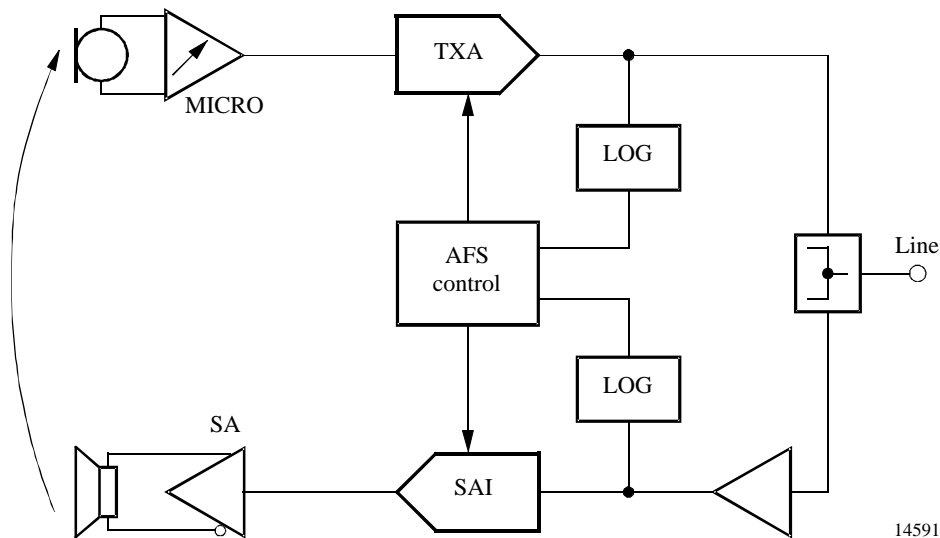 TXA
MICRO
LOG
AFS
control
Line
LOG
SA
SAI
14591